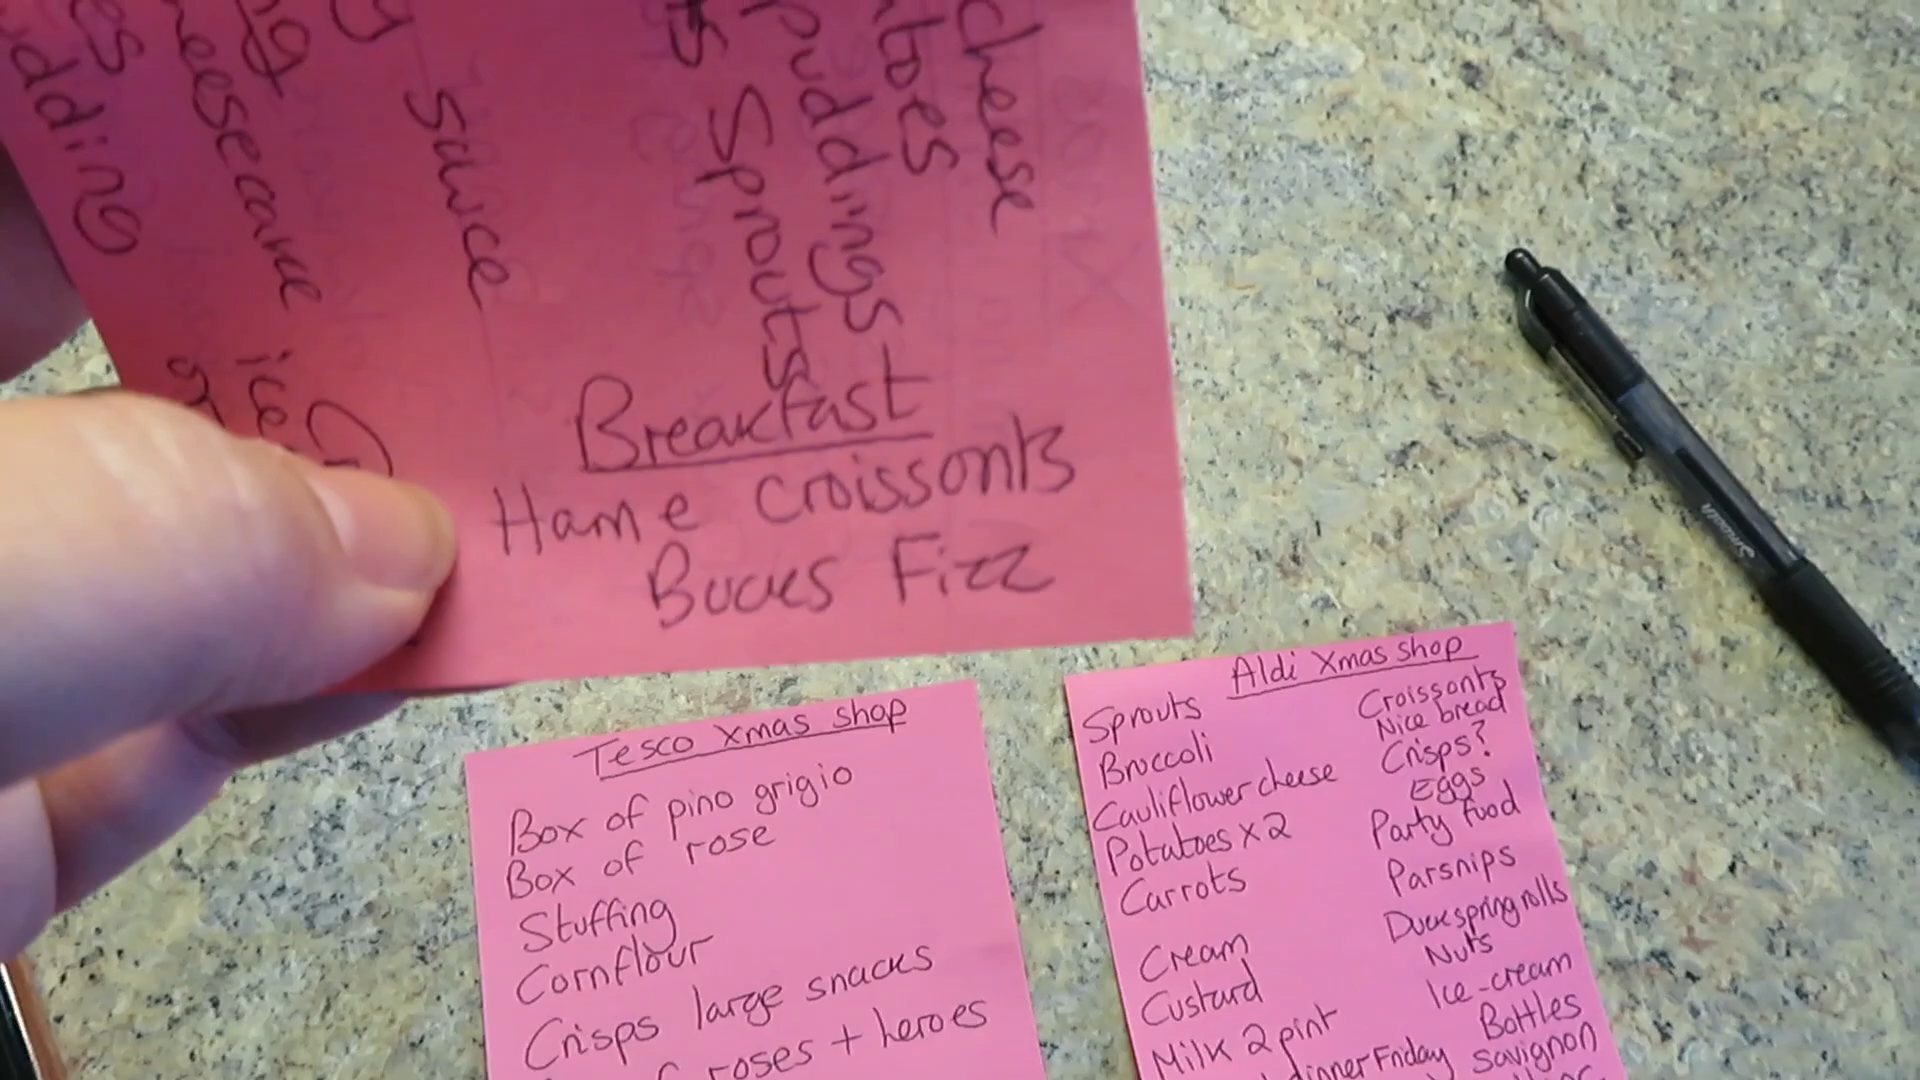 cheese
puddings
Sprouts
sauce
Breakfast
Ham e Croissonts
Bucks Fizz
Smooth
Tesco xmas shop
Box of pino grigio
Box of rose
Stuffing
Cornflour
Crisps large snacks
roses + heroes
Aldi Xmas shop
Sprouts
Broccoli
Cauliflower cheese
Potatoes x 2
Carrots
Cream
Custard
Milk 2 pint
dinner Friday
Croissonts
Nice bread
Crisps?
Eggs
Party food
Parsnips
Duck spring rolls
Nuts
Ice-cream
Bottles
Savignon